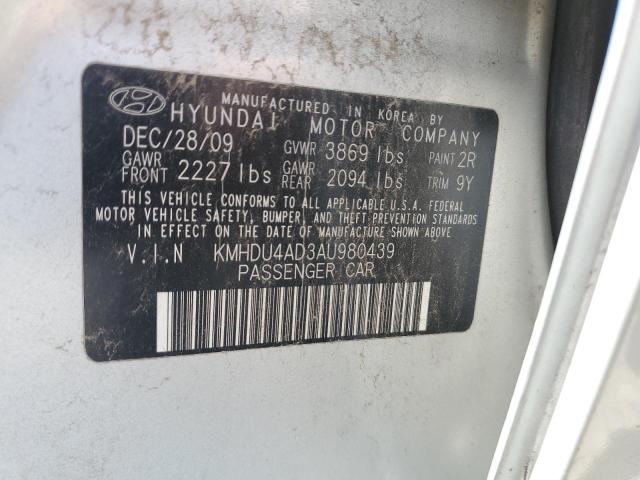 MANUFACTURED IN KOREA BY
HYUNDAI MOTOR COMPANY
DEC/28/09 GVWR 3869 lbs PAINT 2R
GAWR FRONT 2227 lbs GAWR REAR 2094 lbs TRIM 9Y
THIS VEHICLE CONFORMS TO ALL APPLICABLE U.S.A. FEDERAL
MOTOR VEHICLE SAFETY, BUMPER, AND THEFT PREVENTION STANDARDS
IN EFFECT ON THE DATE OF MANUFACTURE SHOWN ABOVE
V.I.N KMHDU4AD3AU980439
PASSENGER CAR